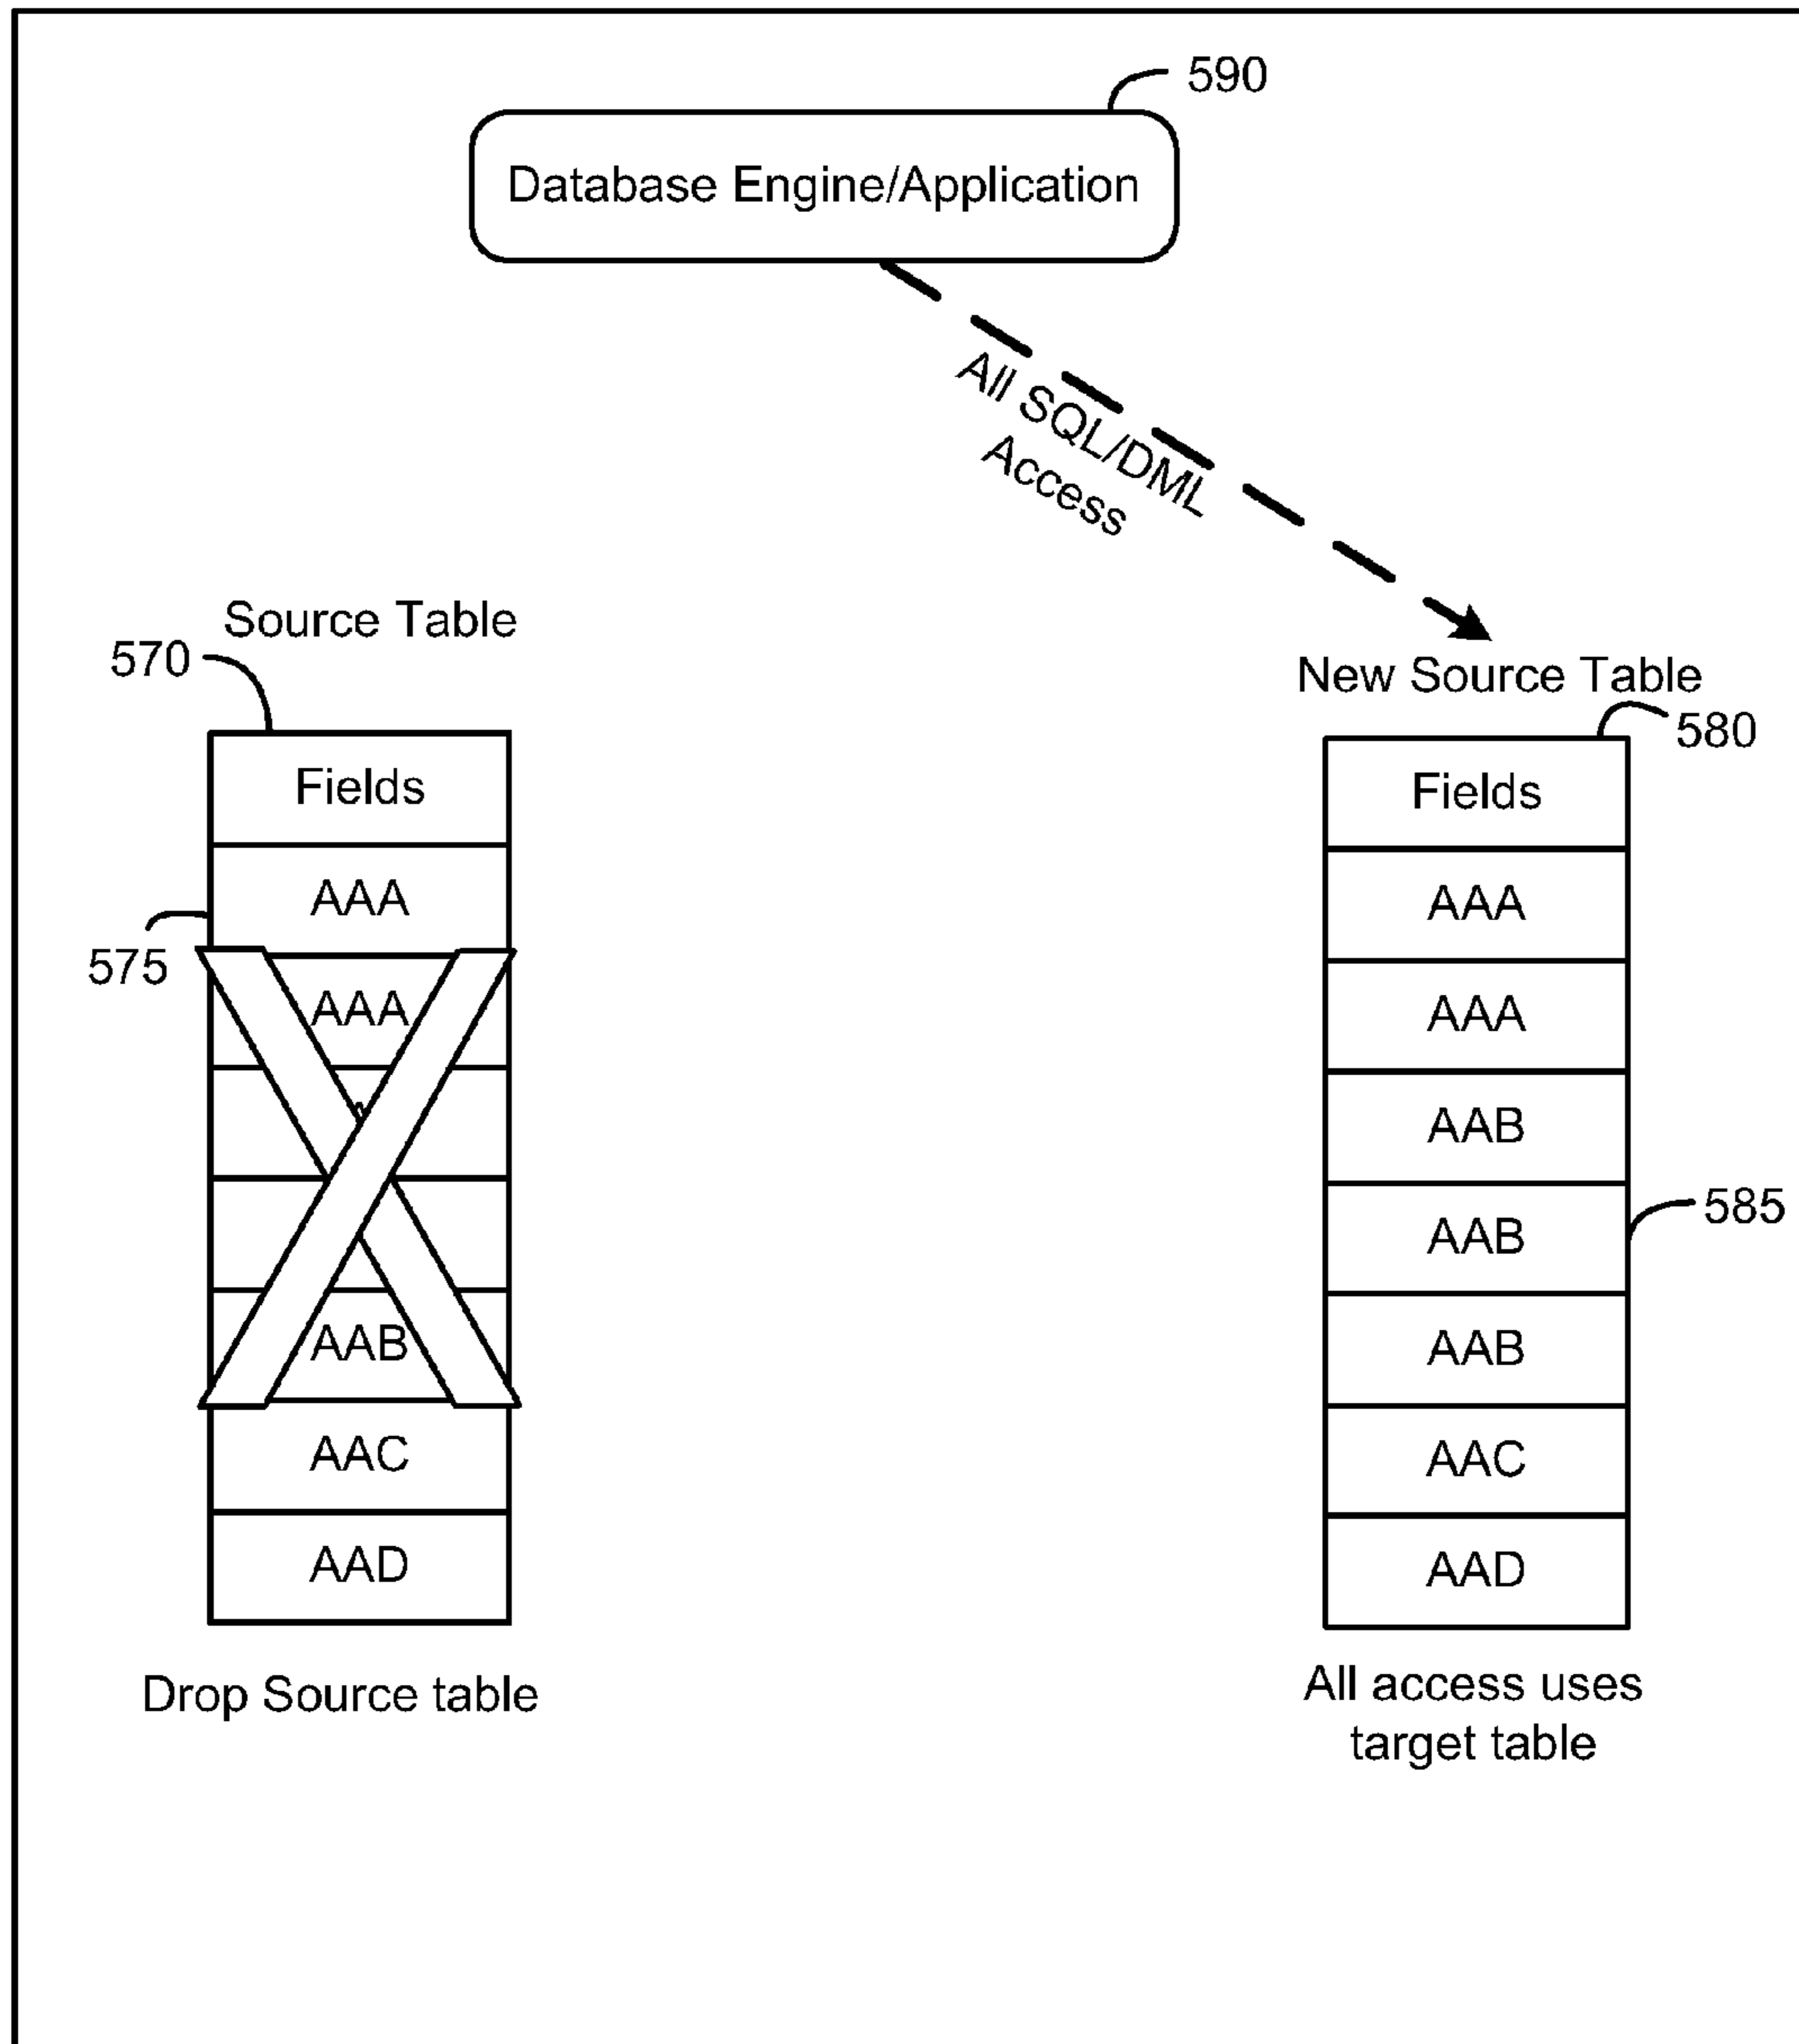 590
Database Engine/Application
All SQL/DML
Access
Source Table
570
New Source Table
580
Fields
AAA
575
AAA
AAB
AAC
AAD
Drop Source table
Fields
AAA
AAA
AAB
AAB
585
AAB
AAC
AAD
All access uses
target table